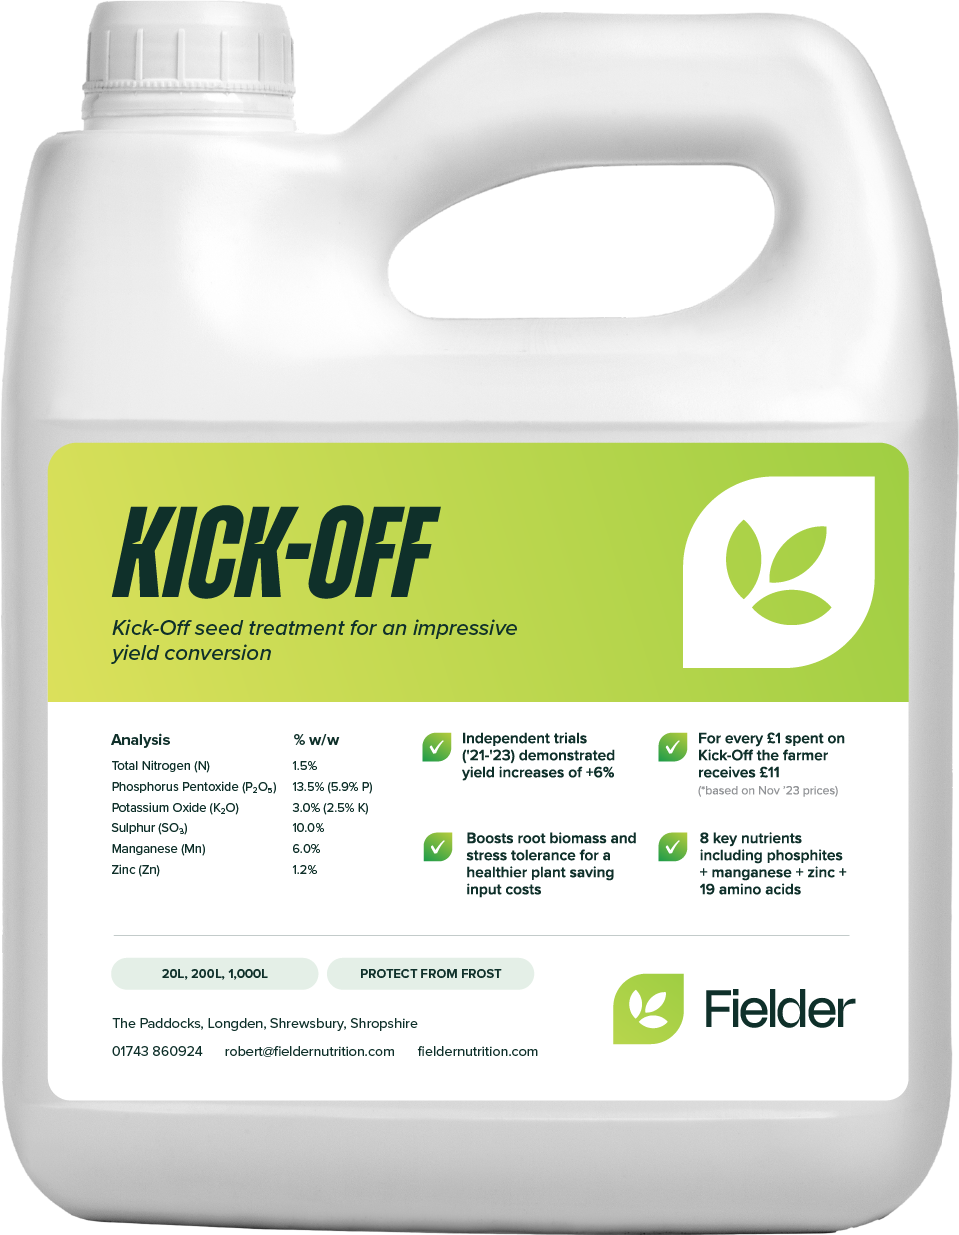 KICK-OFF
Kick-Off seed treatment for an impressive
yield conversion
Analysis % w/w
Total Nitrogen (N) 1.5%
Phosphorus Pentoxide (P₂O₅) 13.5% (5.9% P)
Potassium Oxide (K₂O) 3.0% (2.5% K)
Sulphur (SO₃) 10.0%
Manganese (Mn) 6.0%
Zinc (Zn) 1.2%
Independent trials
('21-'23) demonstrated
yield increases of +6%
For every £1 spent on
Kick-Off the farmer
receives £11
(*based on Nov '23 prices)
Boosts root biomass and
stress tolerance for a
healthier plant saving
input costs
8 key nutrients
including phosphites
+ manganese + zinc +
19 amino acids
20L, 200L, 1,000L
PROTECT FROM FROST
The Paddocks, Longden, Shrewsbury, Shropshire
01743 860924 robert@fieldernutrition.com fieldernutrition.com
Fielder